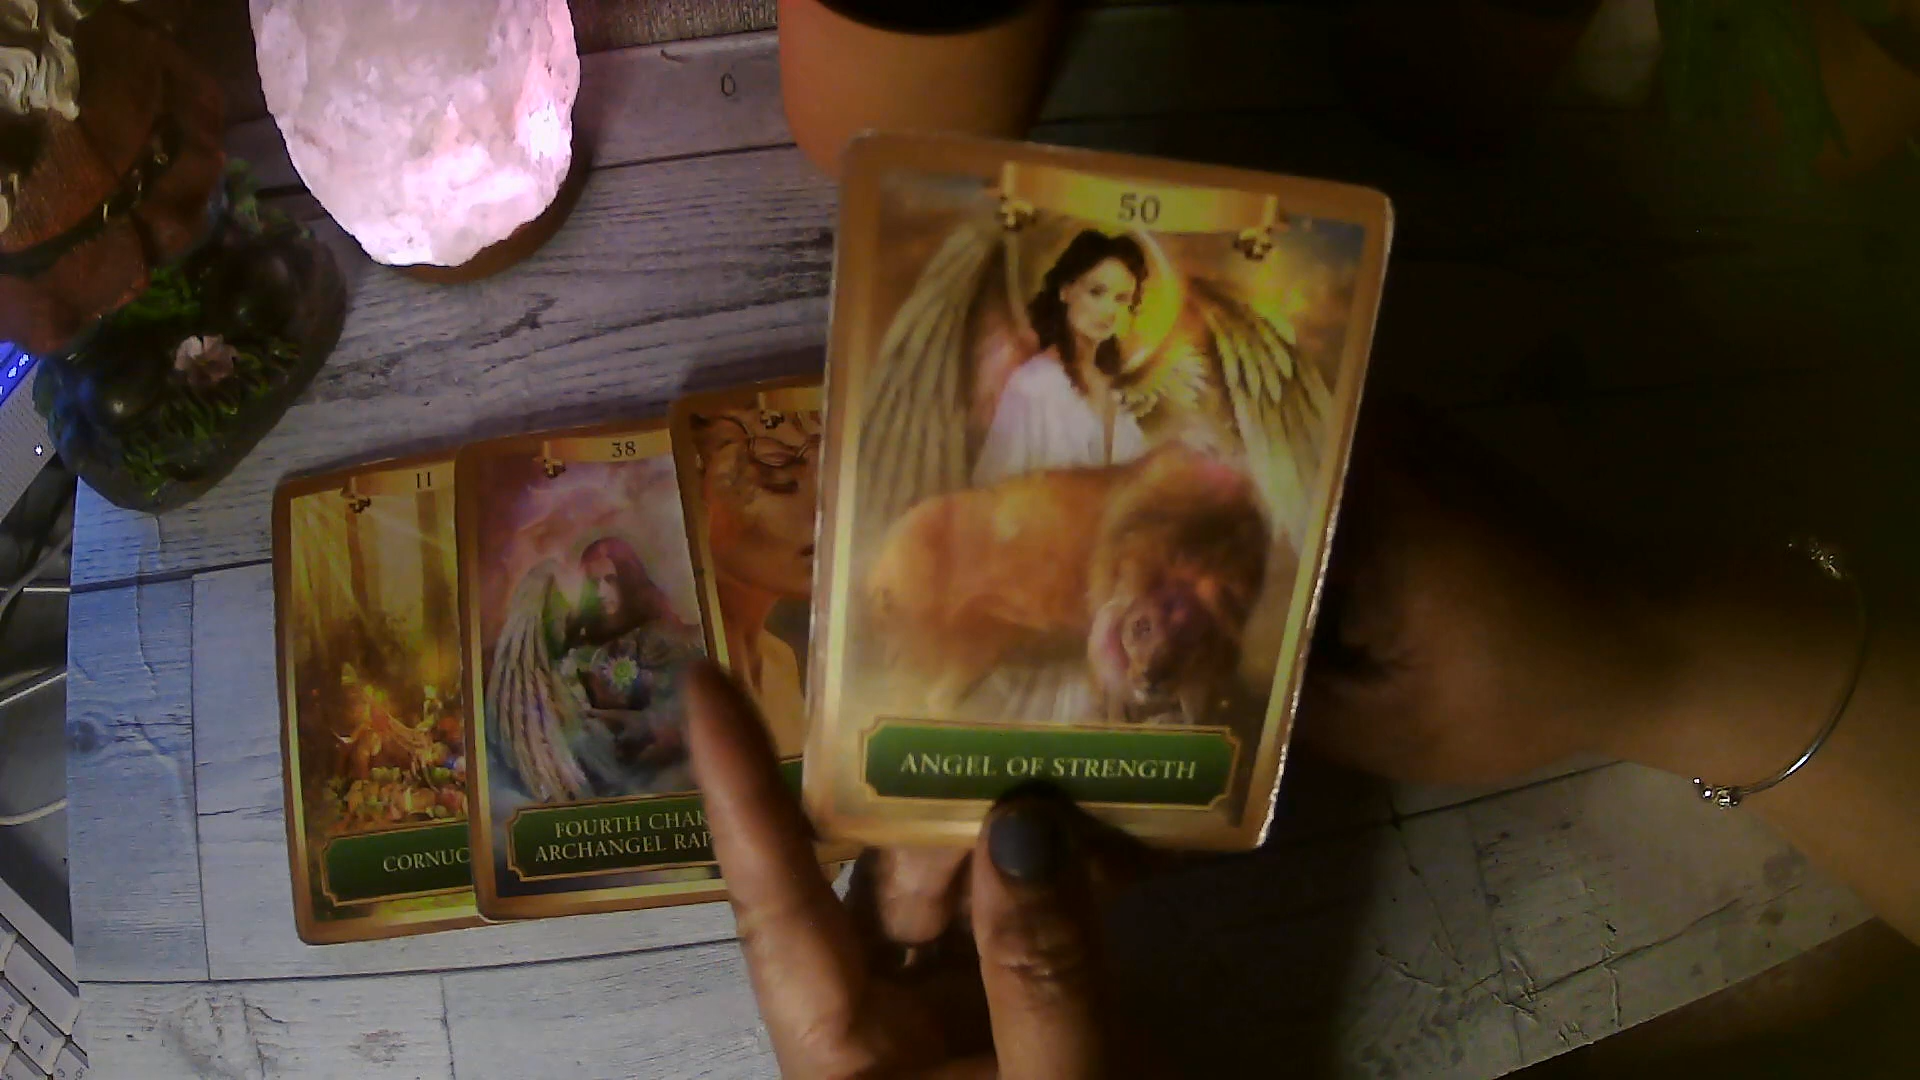 11
CORNUC
38
FOURTH CHAK
ARCHANGEL RAP
50
ANGEL OF STRENGTH